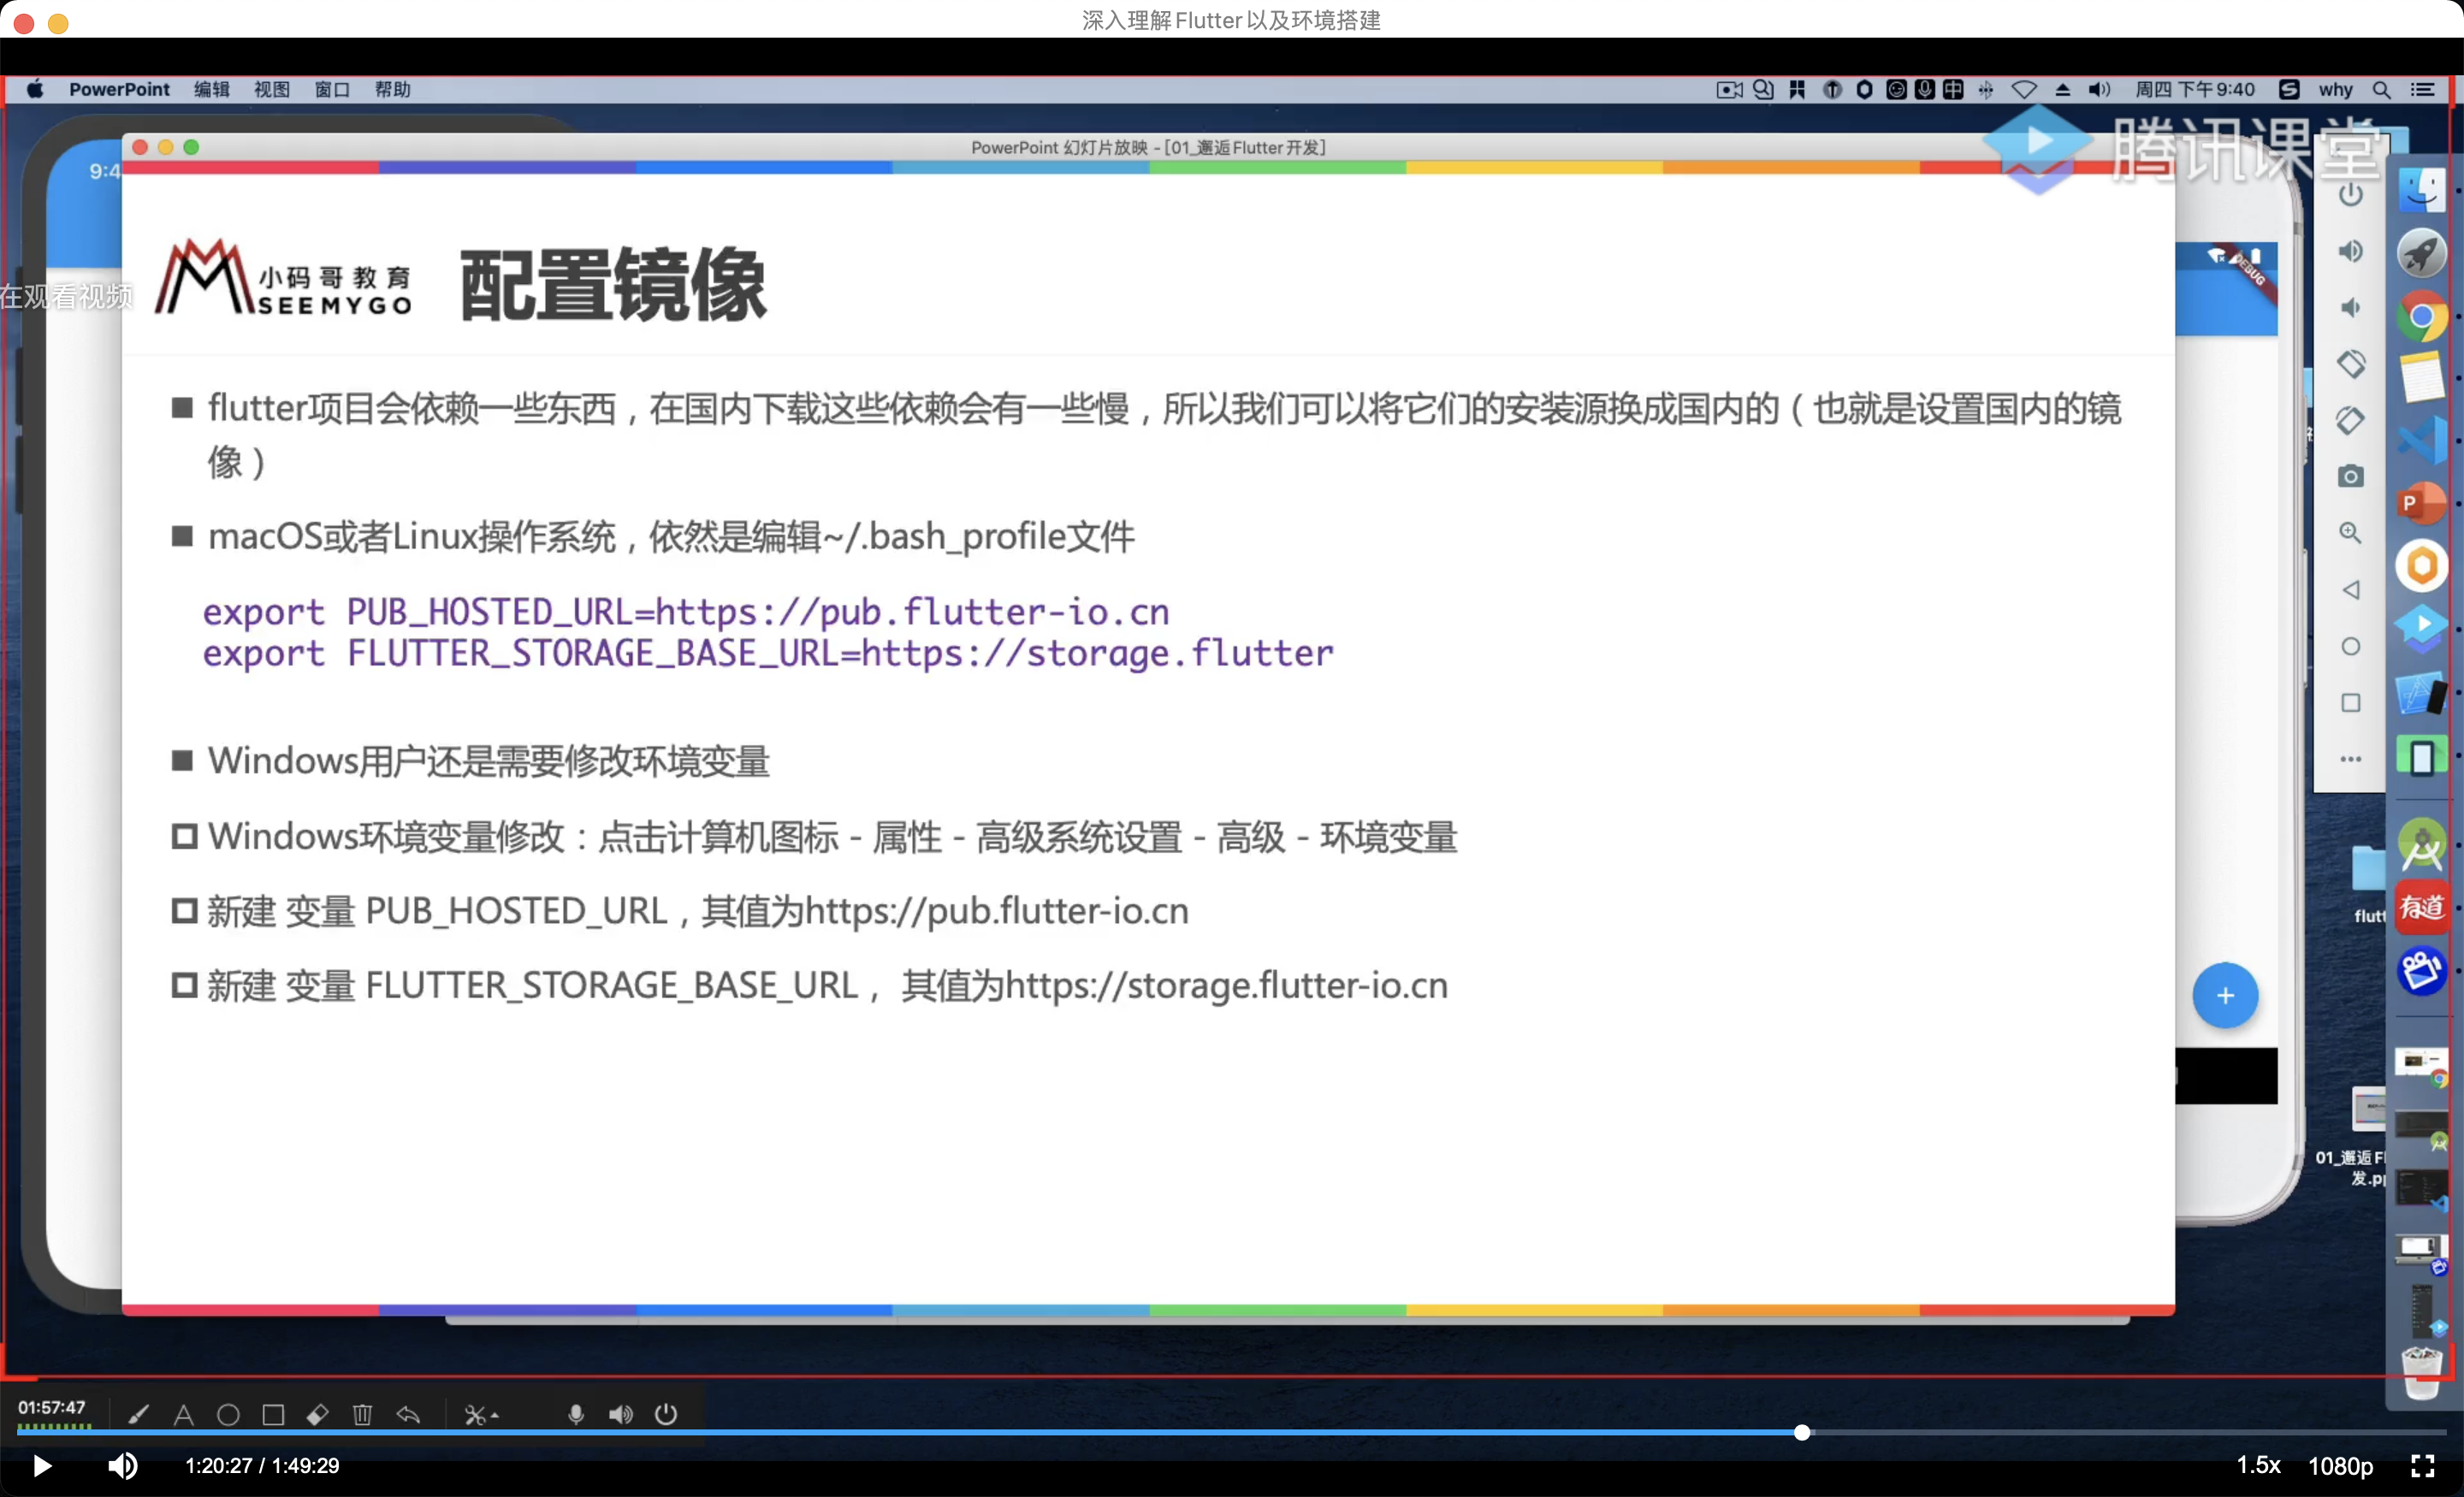 深入理解Flutter以及环境搭建
PowerPoint 编辑 视图 窗口 帮助
周四 下午9:40 why
PowerPoint 幻灯片放映 - [01_邂逅Flutter开发]
腾讯课堂
9:4
DEBUG
在观看视频
小码哥教育
SEEMYGO
配置镜像
■ flutter项目会依赖一些东西，在国内下载这些依赖会有一些慢，所以我们可以将它们的安装源换成国内的（也就是设置国内的镜
像）
■ macOS或者Linux操作系统，依然是编辑~/.bash_profile文件
export PUB_HOSTED_URL=https://pub.flutter-io.cn
export FLUTTER_STORAGE_BASE_URL=https://storage.flutter
■ Windows用户还是需要修改环境变量
Windows环境变量修改：点击计算机图标 - 属性 - 高级系统设置 - 高级 - 环境变量
新建 变量 PUB_HOSTED_URL，其值为https://pub.flutter-io.cn
新建 变量 FLUTTER_STORAGE_BASE_URL， 其值为https://storage.flutter-io.cn
flutt
有道
01_邂逅Fl
发.pp
01:57:47
1:20:27 / 1:49:29
1.5x 1080p